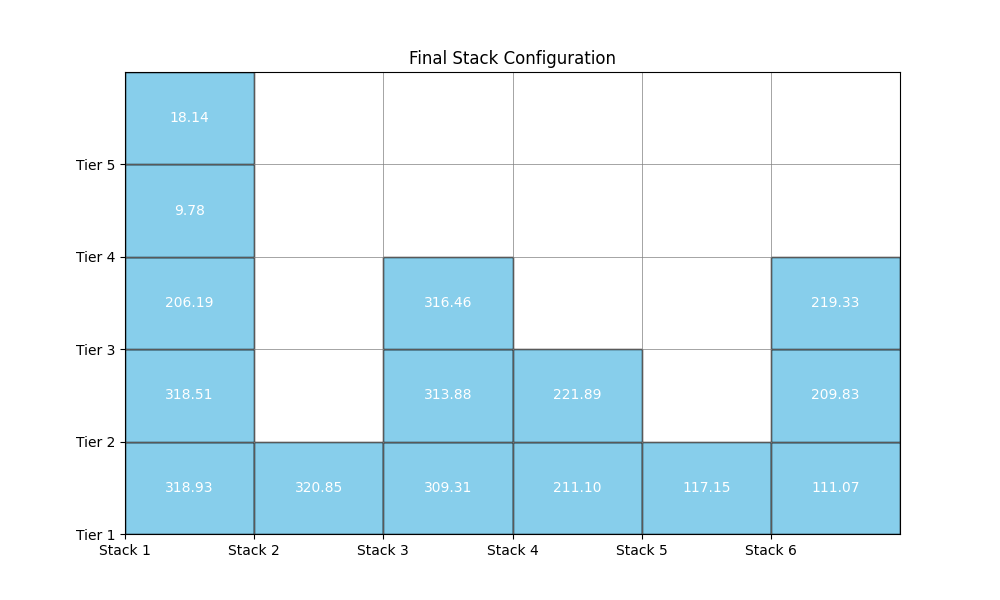 Final Stack Configuration
18.14
Tier 5
9.78
Tier 4
206.19 316.46 219.33
Tier 3
318.51 313.88 221.89 209.83
Tier 2
318.93 320.85 309.31 211.10 117.15 111.07
Tier 1
Stack 1 Stack 2 Stack 3 Stack 4 Stack 5 Stack 6